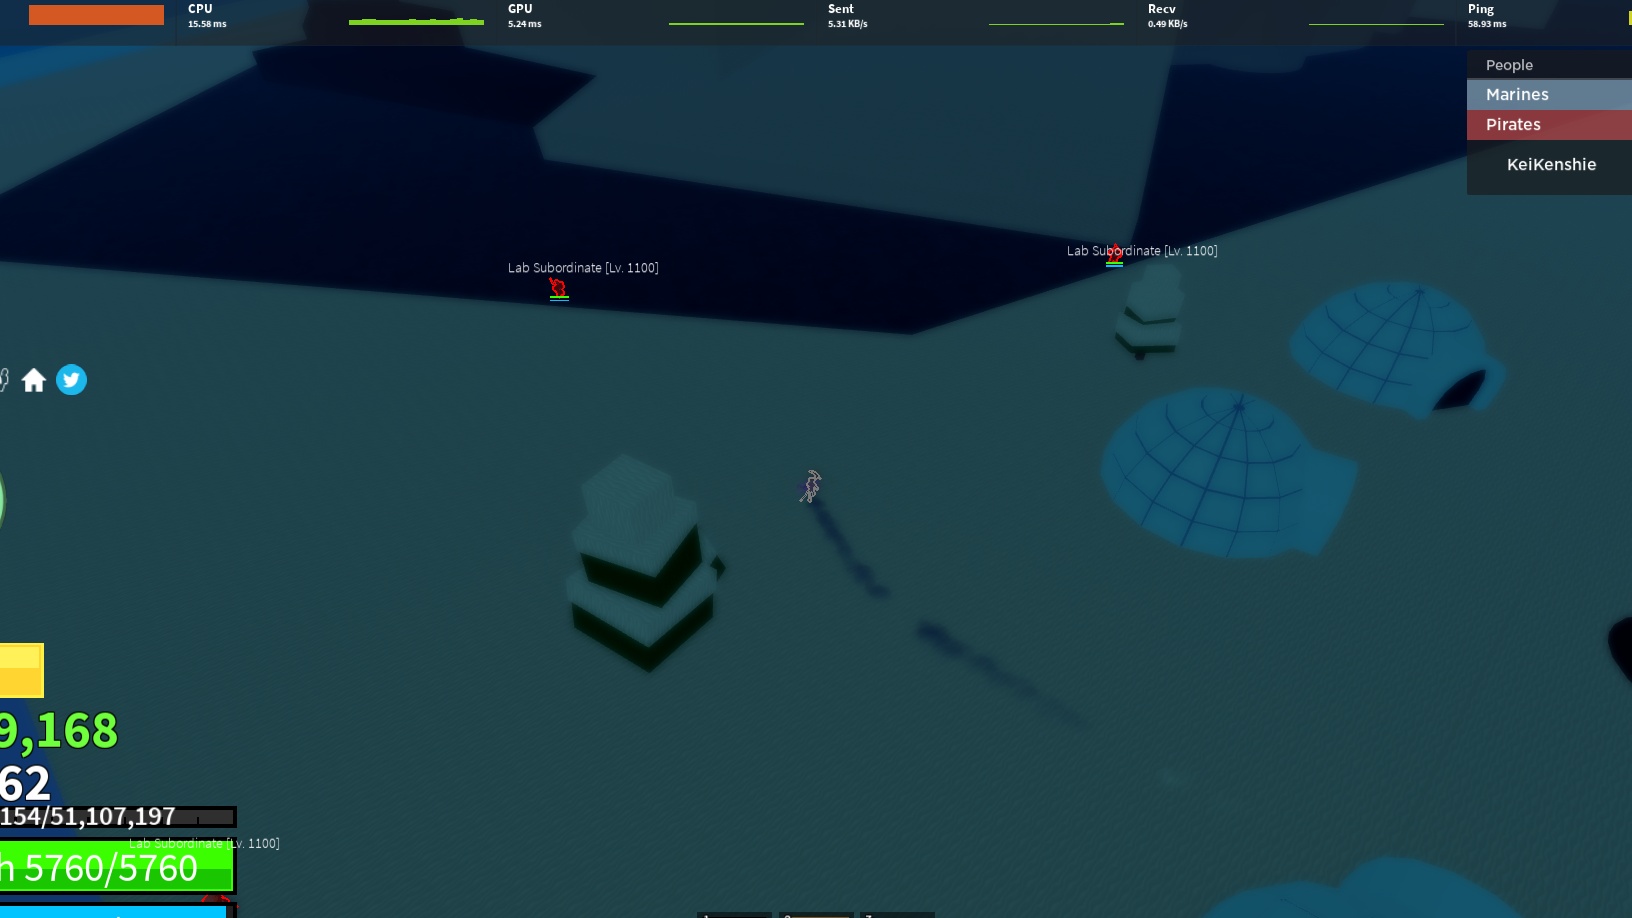 CPU
15.58 ms
GPU
5.24 ms
Sent
5.31 KB/s
Recv
0.49 KB/s
Ping
58.93 ms
People
Marines
Pirates
KeiKenshie
Lab Subordinate [Lv. 1100]
Lab Subordinate [Lv. 1100]
9,168
62
154/51,107,197
Lab Subordinate [Lv. 1100]
h 5760/5760